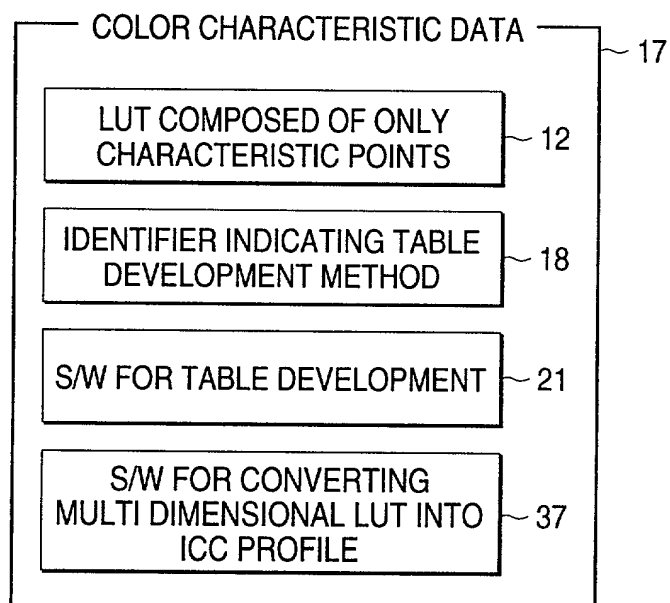 COLOR CHARACTERISTIC DATA
17
LUT COMPOSED OF ONLY
CHARACTERISTIC POINTS
12
IDENTIFIER INDICATING TABLE
DEVELOPMENT METHOD
18
S/W FOR TABLE DEVELOPMENT
21
S/W FOR CONVERTING
MULTI DIMENSIONAL LUT INTO
ICC PROFILE
37